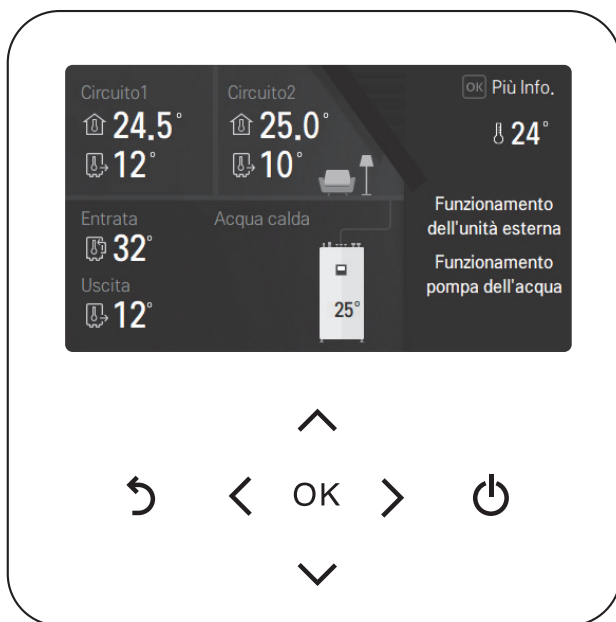 Circuito1
24.5°
12°
Circuito2
25.0°
10°
OK Più Info.
24°
Entrata
32°
Uscita
12°
Acqua calda
25°
Funzionamento
dell'unità esterna
Funzionamento
pompa dell'acqua
OK